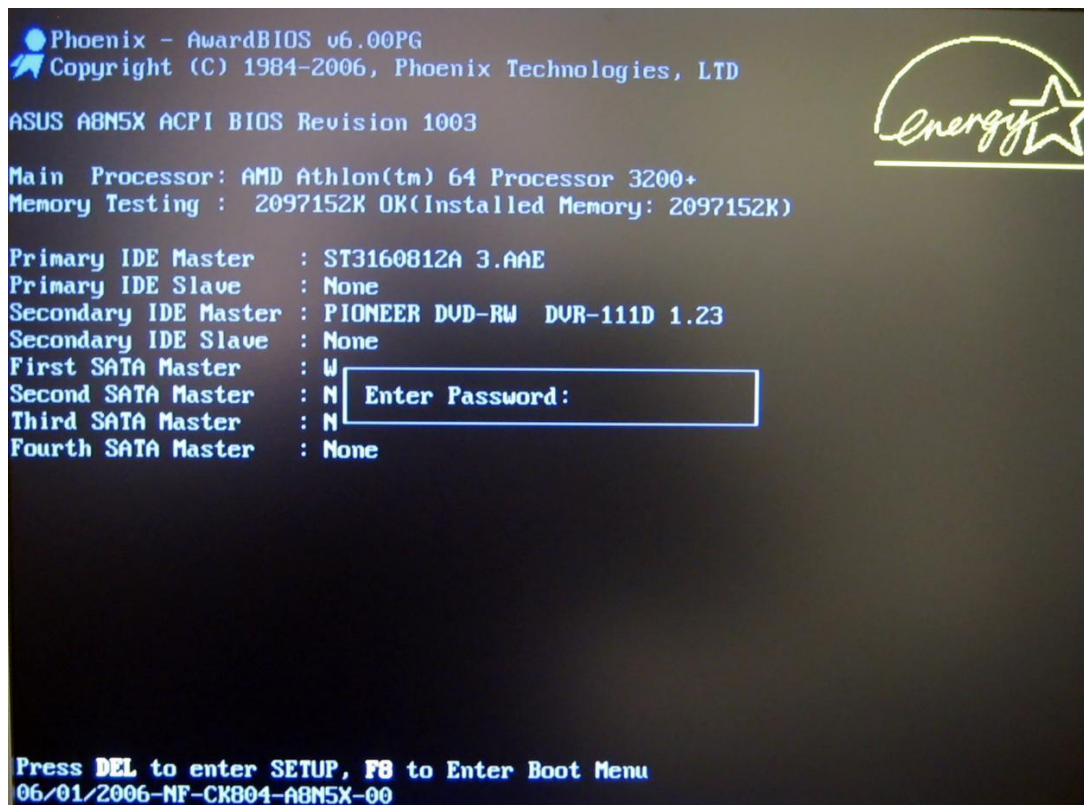 Phoenix - AwardBIOS v6.00PG
Copyright (C) 1984-2006, Phoenix Technologies, LTD
energy
ASUS A8N5X ACPI BIOS Revision 1003
Main Processor: AMD Athlon(tm) 64 Processor 3200+
Memory Testing : 2097152K OK(Installed Memory: 2097152K)
Primary IDE Master : ST3160812A 3.AAE
Primary IDE Slave : None
Secondary IDE Master : PIONEER DVD-RW DVR-111D 1.23
Secondary IDE Slave : None
First SATA Master : W
Second SATA Master : N
Enter Password:
Third SATA Master : N
Fourth SATA Master : None
Press DEL to enter SETUP, F8 to Enter Boot Menu
06/01/2006-NF-CK804-A8N5X-00